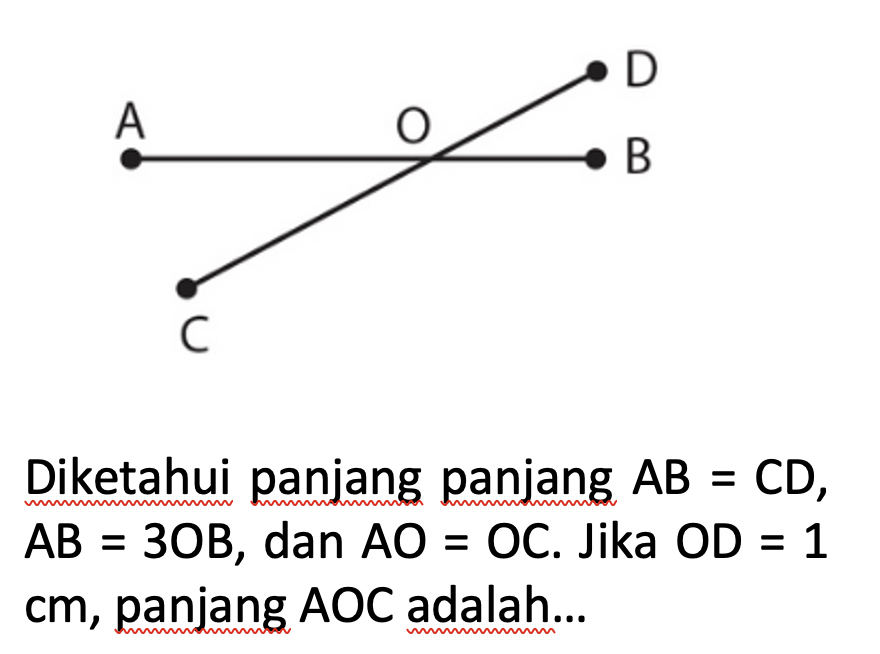 D
A
O
B
C
Diketahui panjang panjang AB = CD,
AB = 3OB, dan AO = OC. Jika OD = 1
cm, panjang AOC adalah...